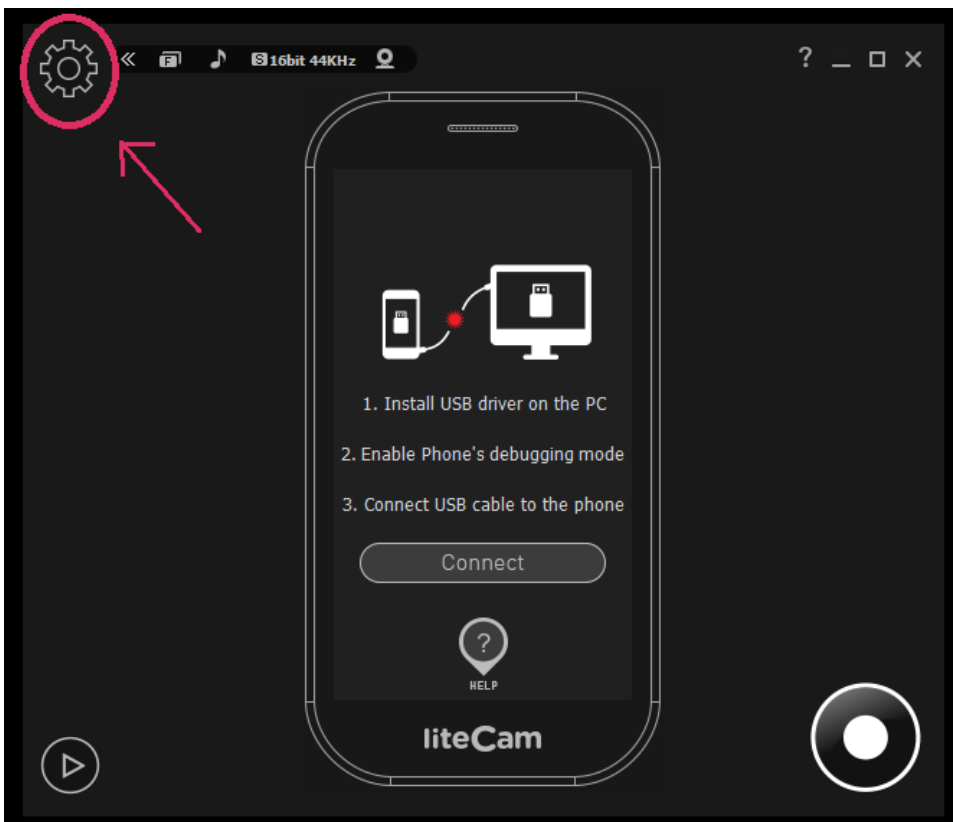 S 16bit 44KHz
?
1. Install USB driver on the PC
2. Enable Phone's debugging mode
3. Connect USB cable to the phone
Connect
?
HELP
liteCam